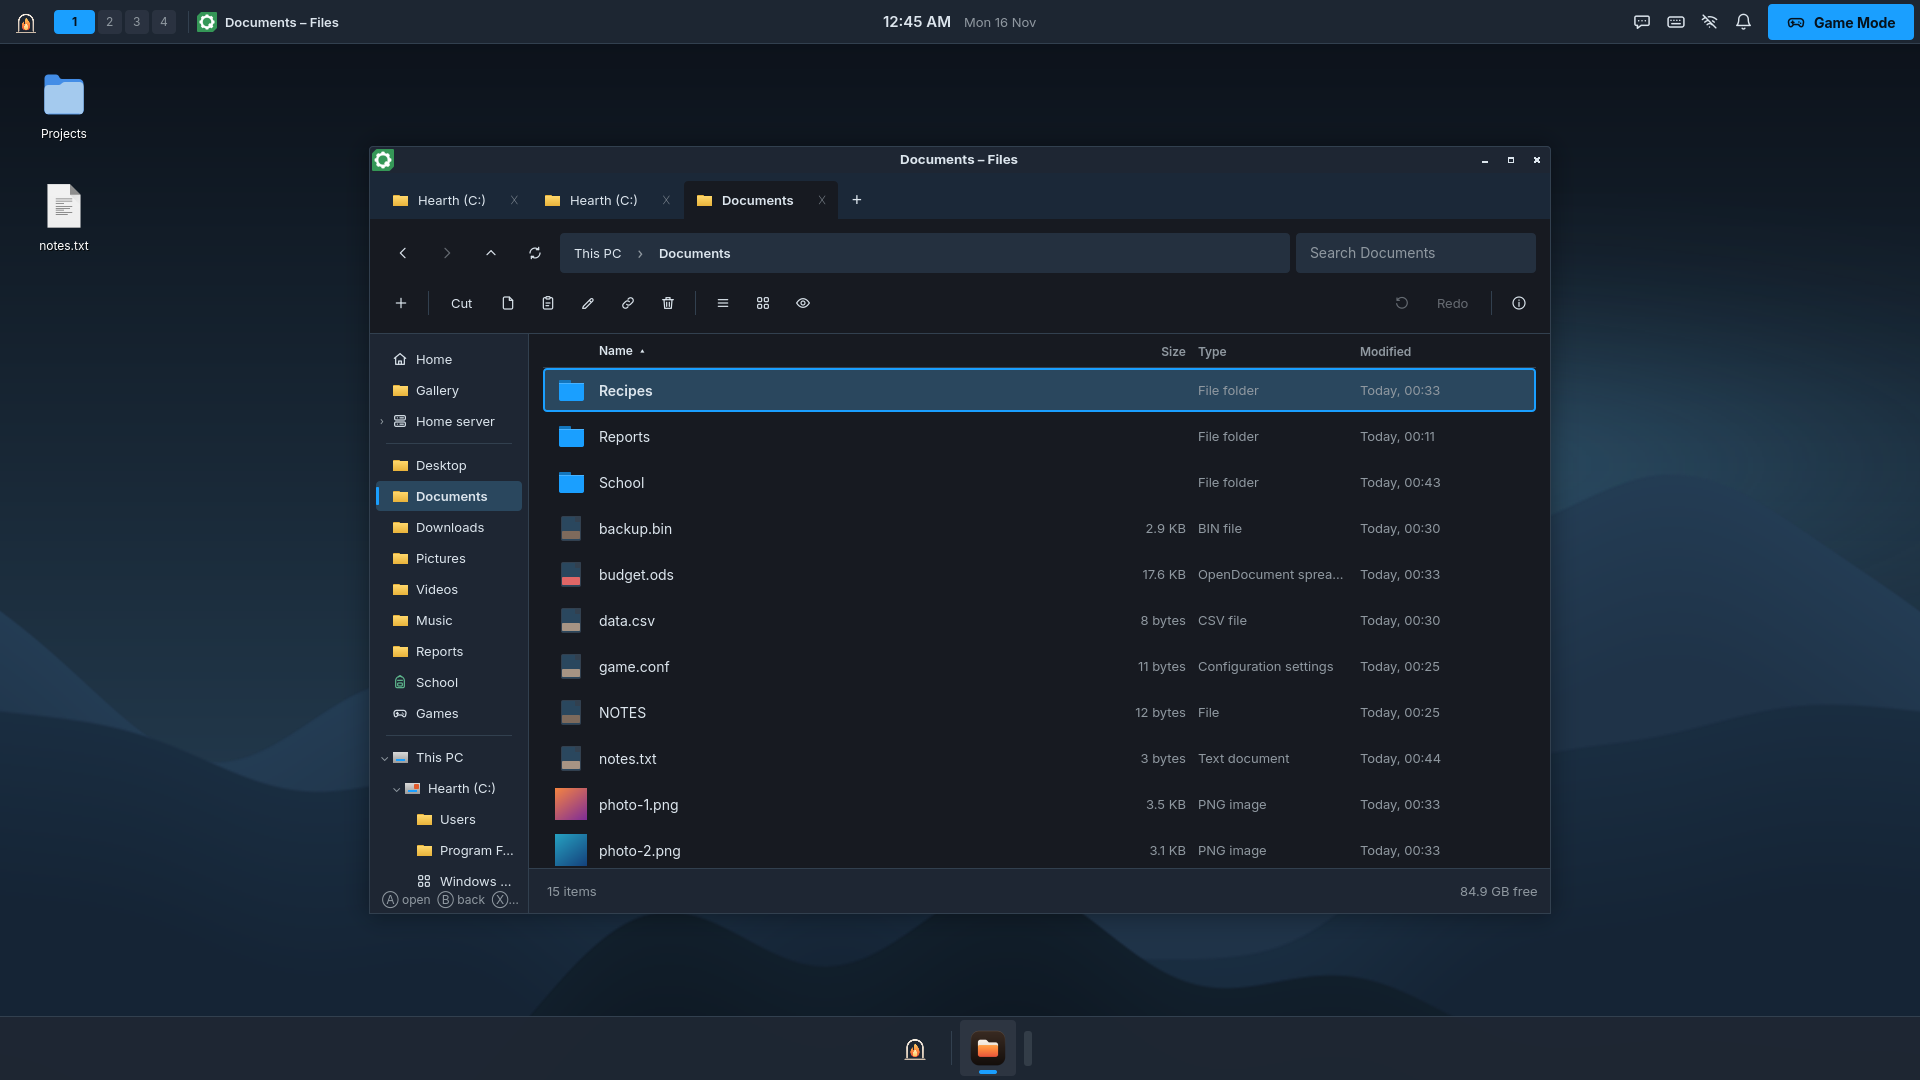 1 2 3 4 Documents – Files 12:45 AM Mon 16 Nov Game Mode
Projects
notes.txt
Documents – Files
Hearth (C:) X Hearth (C:) X Documents X +
This PC › Documents Search Documents
Cut Redo
Home
Gallery
Home server
Desktop
Documents
Downloads
Pictures
Videos
Music
Reports
School
Games
This PC
Hearth (C:)
Users
Program F...
Windows ...
A open B back X...
Name Size Type Modified
Recipes File folder Today, 00:33
Reports File folder Today, 00:11
School File folder Today, 00:43
backup.bin 2.9 KB BIN file Today, 00:30
budget.ods 17.6 KB OpenDocument sprea... Today, 00:33
data.csv 8 bytes CSV file Today, 00:30
game.conf 11 bytes Configuration settings Today, 00:25
NOTES 12 bytes File Today, 00:25
notes.txt 3 bytes Text document Today, 00:44
photo-1.png 3.5 KB PNG image Today, 00:33
photo-2.png 3.1 KB PNG image Today, 00:33
15 items 84.9 GB free